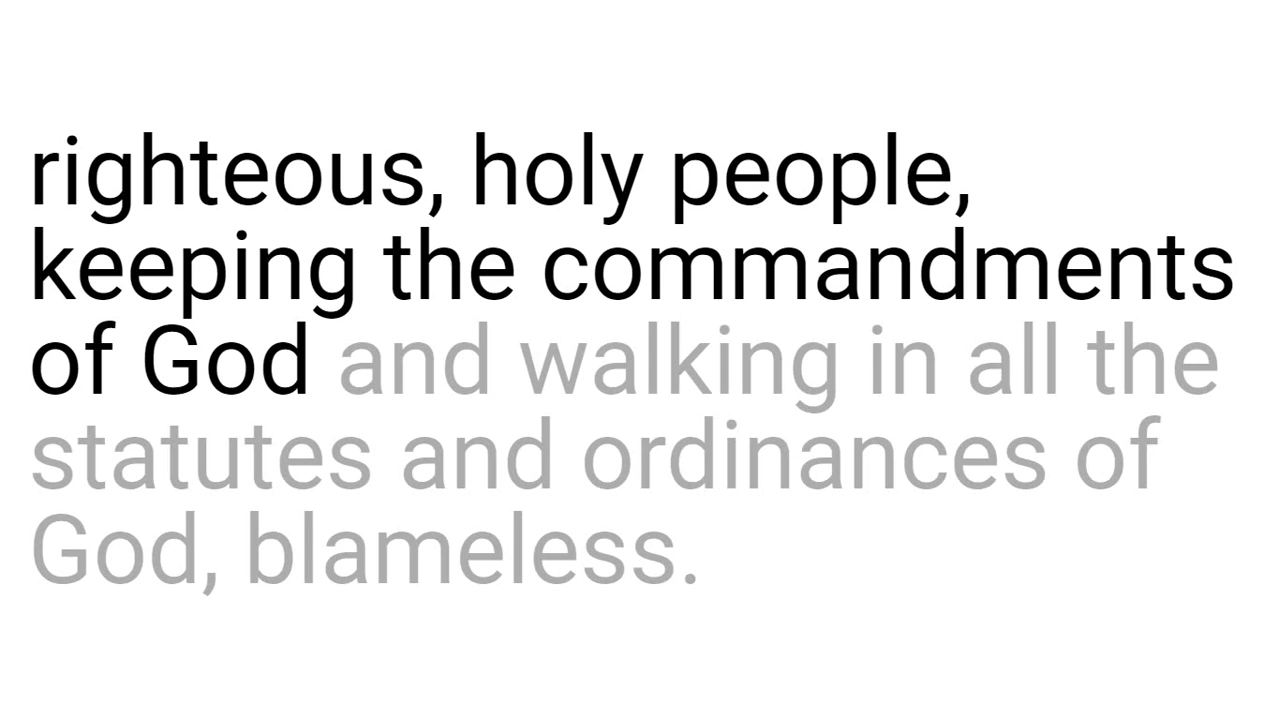 righteous, holy people,
keeping the commandments
of God and walking in all the
statutes and ordinances of
God, blameless.